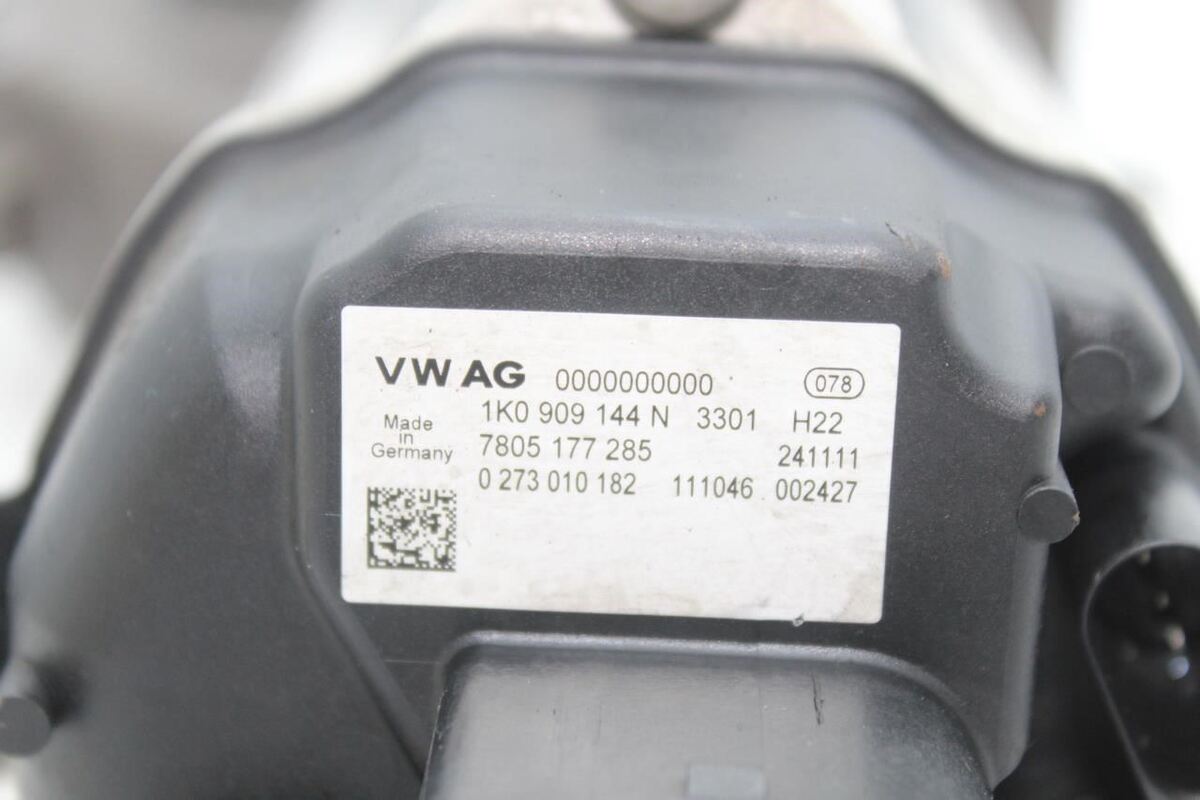 VW AG 0000000000 078
1K0 909 144 N 3301 H22
Made in Germany
7805 177 285 241111
0 273 010 182 111046 002427